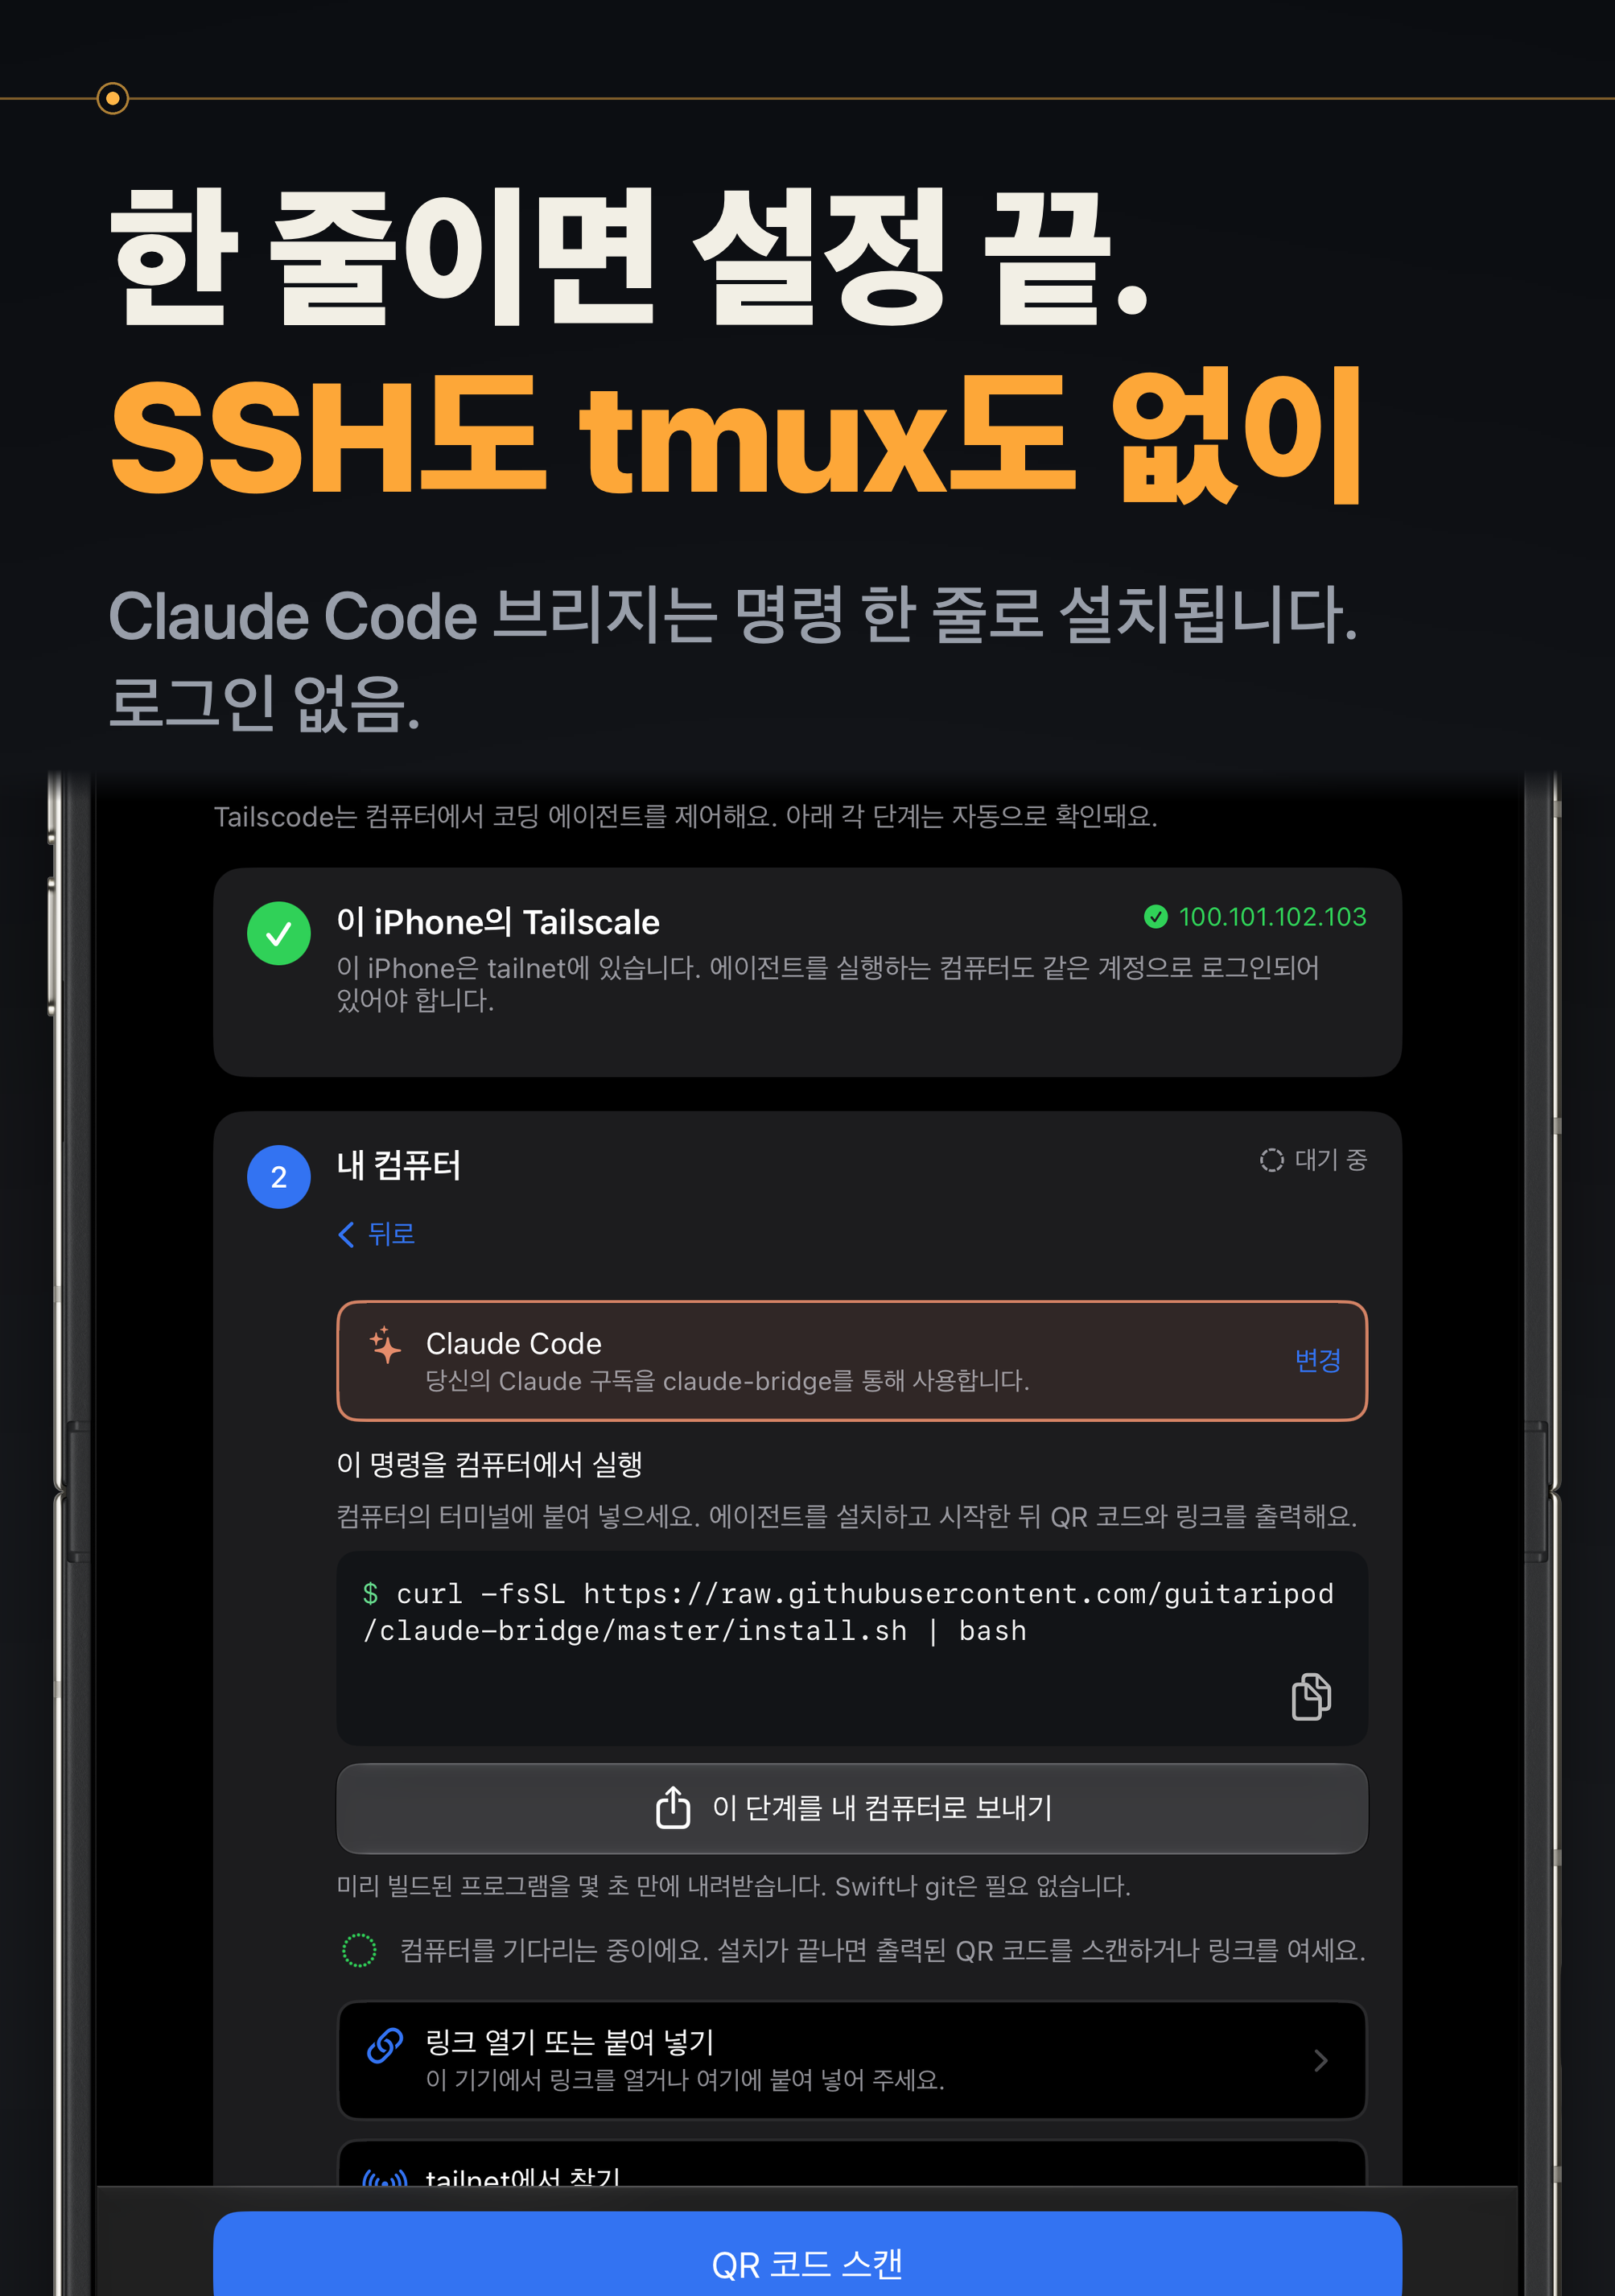 한 줄이면 설정 끝.
SSH도 tmux도 없이
Claude Code 브리지는 명령 한 줄로 설치됩니다.
로그인 없음.
Tailscode는 컴퓨터에서 코딩 에이전트를 제어해요. 아래 각 단계는 자동으로 확인돼요.
이 iPhone의 Tailscale
100.101.102.103
이 iPhone은 tailnet에 있습니다. 에이전트를 실행하는 컴퓨터도 같은 계정으로 로그인되어
있어야 합니다.
2
내 컴퓨터
대기 중
뒤로
Claude Code
당신의 Claude 구독을 claude-bridge를 통해 사용합니다.
변경
이 명령을 컴퓨터에서 실행
컴퓨터의 터미널에 붙여 넣으세요. 에이전트를 설치하고 시작한 뒤 QR 코드와 링크를 출력해요.
$ curl -fsSL https://raw.githubusercontent.com/guitaripod
/claude-bridge/master/install.sh | bash
이 단계를 내 컴퓨터로 보내기
미리 빌드된 프로그램을 몇 초 만에 내려받습니다. Swift나 git은 필요 없습니다.
컴퓨터를 기다리는 중이에요. 설치가 끝나면 출력된 QR 코드를 스캔하거나 링크를 여세요.
링크 열기 또는 붙여 넣기
이 기기에서 링크를 열거나 여기에 붙여 넣어 주세요.
tailnet에서 찾기
QR 코드 스캔